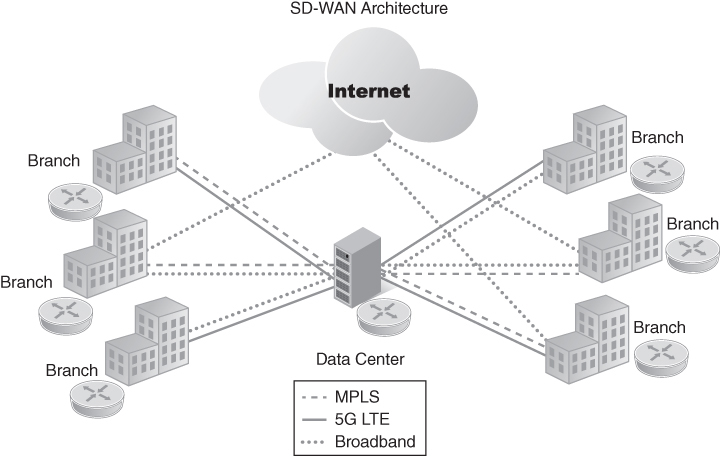 SD-WAN Architecture
Internet
Branch
Branch
Branch
Branch
Branch
Branch
Data Center
MPLS
5G LTE
Broadband